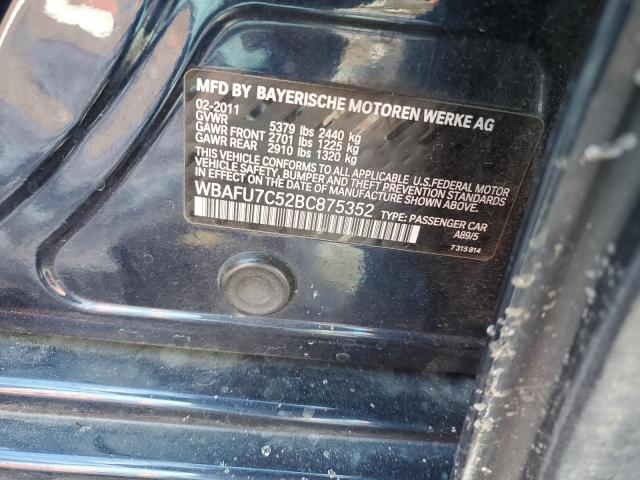 MFD BY BAYERISCHE MOTOREN WERKE AG
02-2011
GVWR 5379 lbs 2440 kg
GAWR FRONT 2701 lbs 1225 kg
GAWR REAR 2910 lbs 1320 kg
THIS VEHICLE CONFORMS TO ALL APPLICABLE U.S.FEDERAL MOTOR
VEHICLE SAFETY, BUMPER, AND THEFT PREVENTION STANDARDS
IN EFFECT ON THE DATE OF MANUFACTURE SHOWN ABOVE.
WBAFU7C52BC875352 TYPE: PASSENGER CAR
A89/5
7 315 814